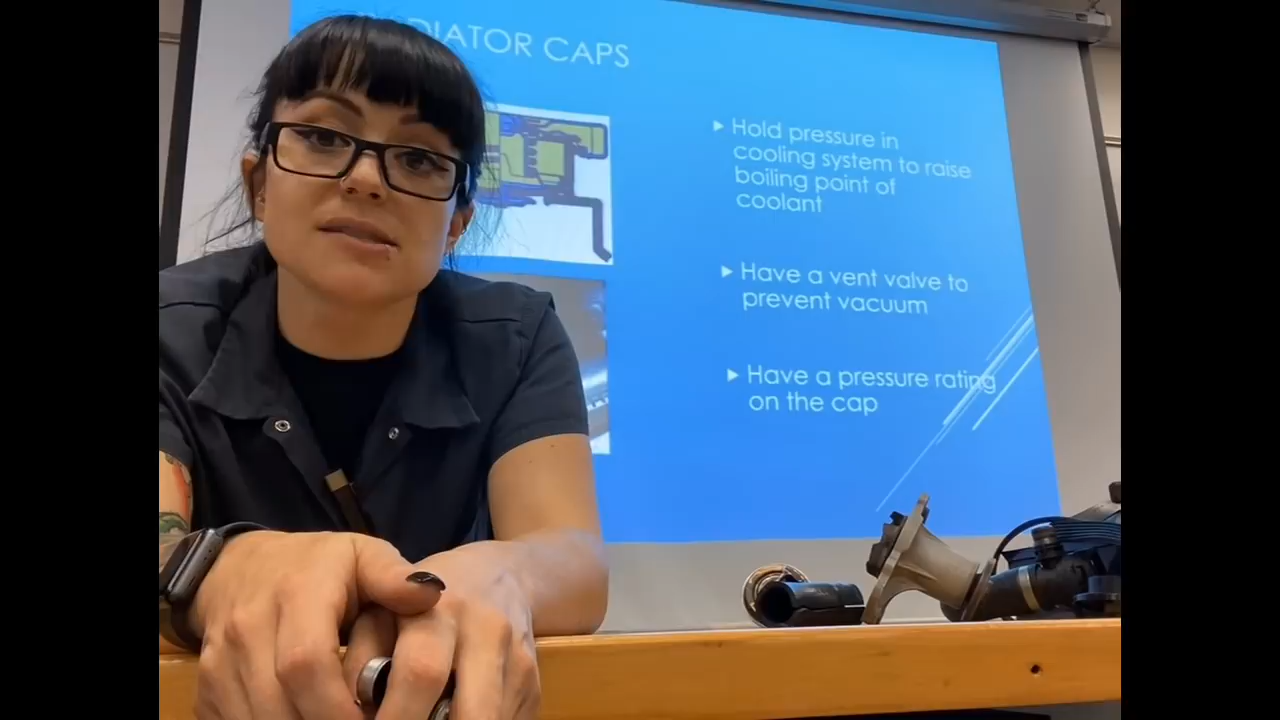 DIATOR CAPS
Hold pressure in
cooling system to raise
boiling point of
coolant
Have a vent valve to
prevent vacuum
Have a pressure rating
on the cap